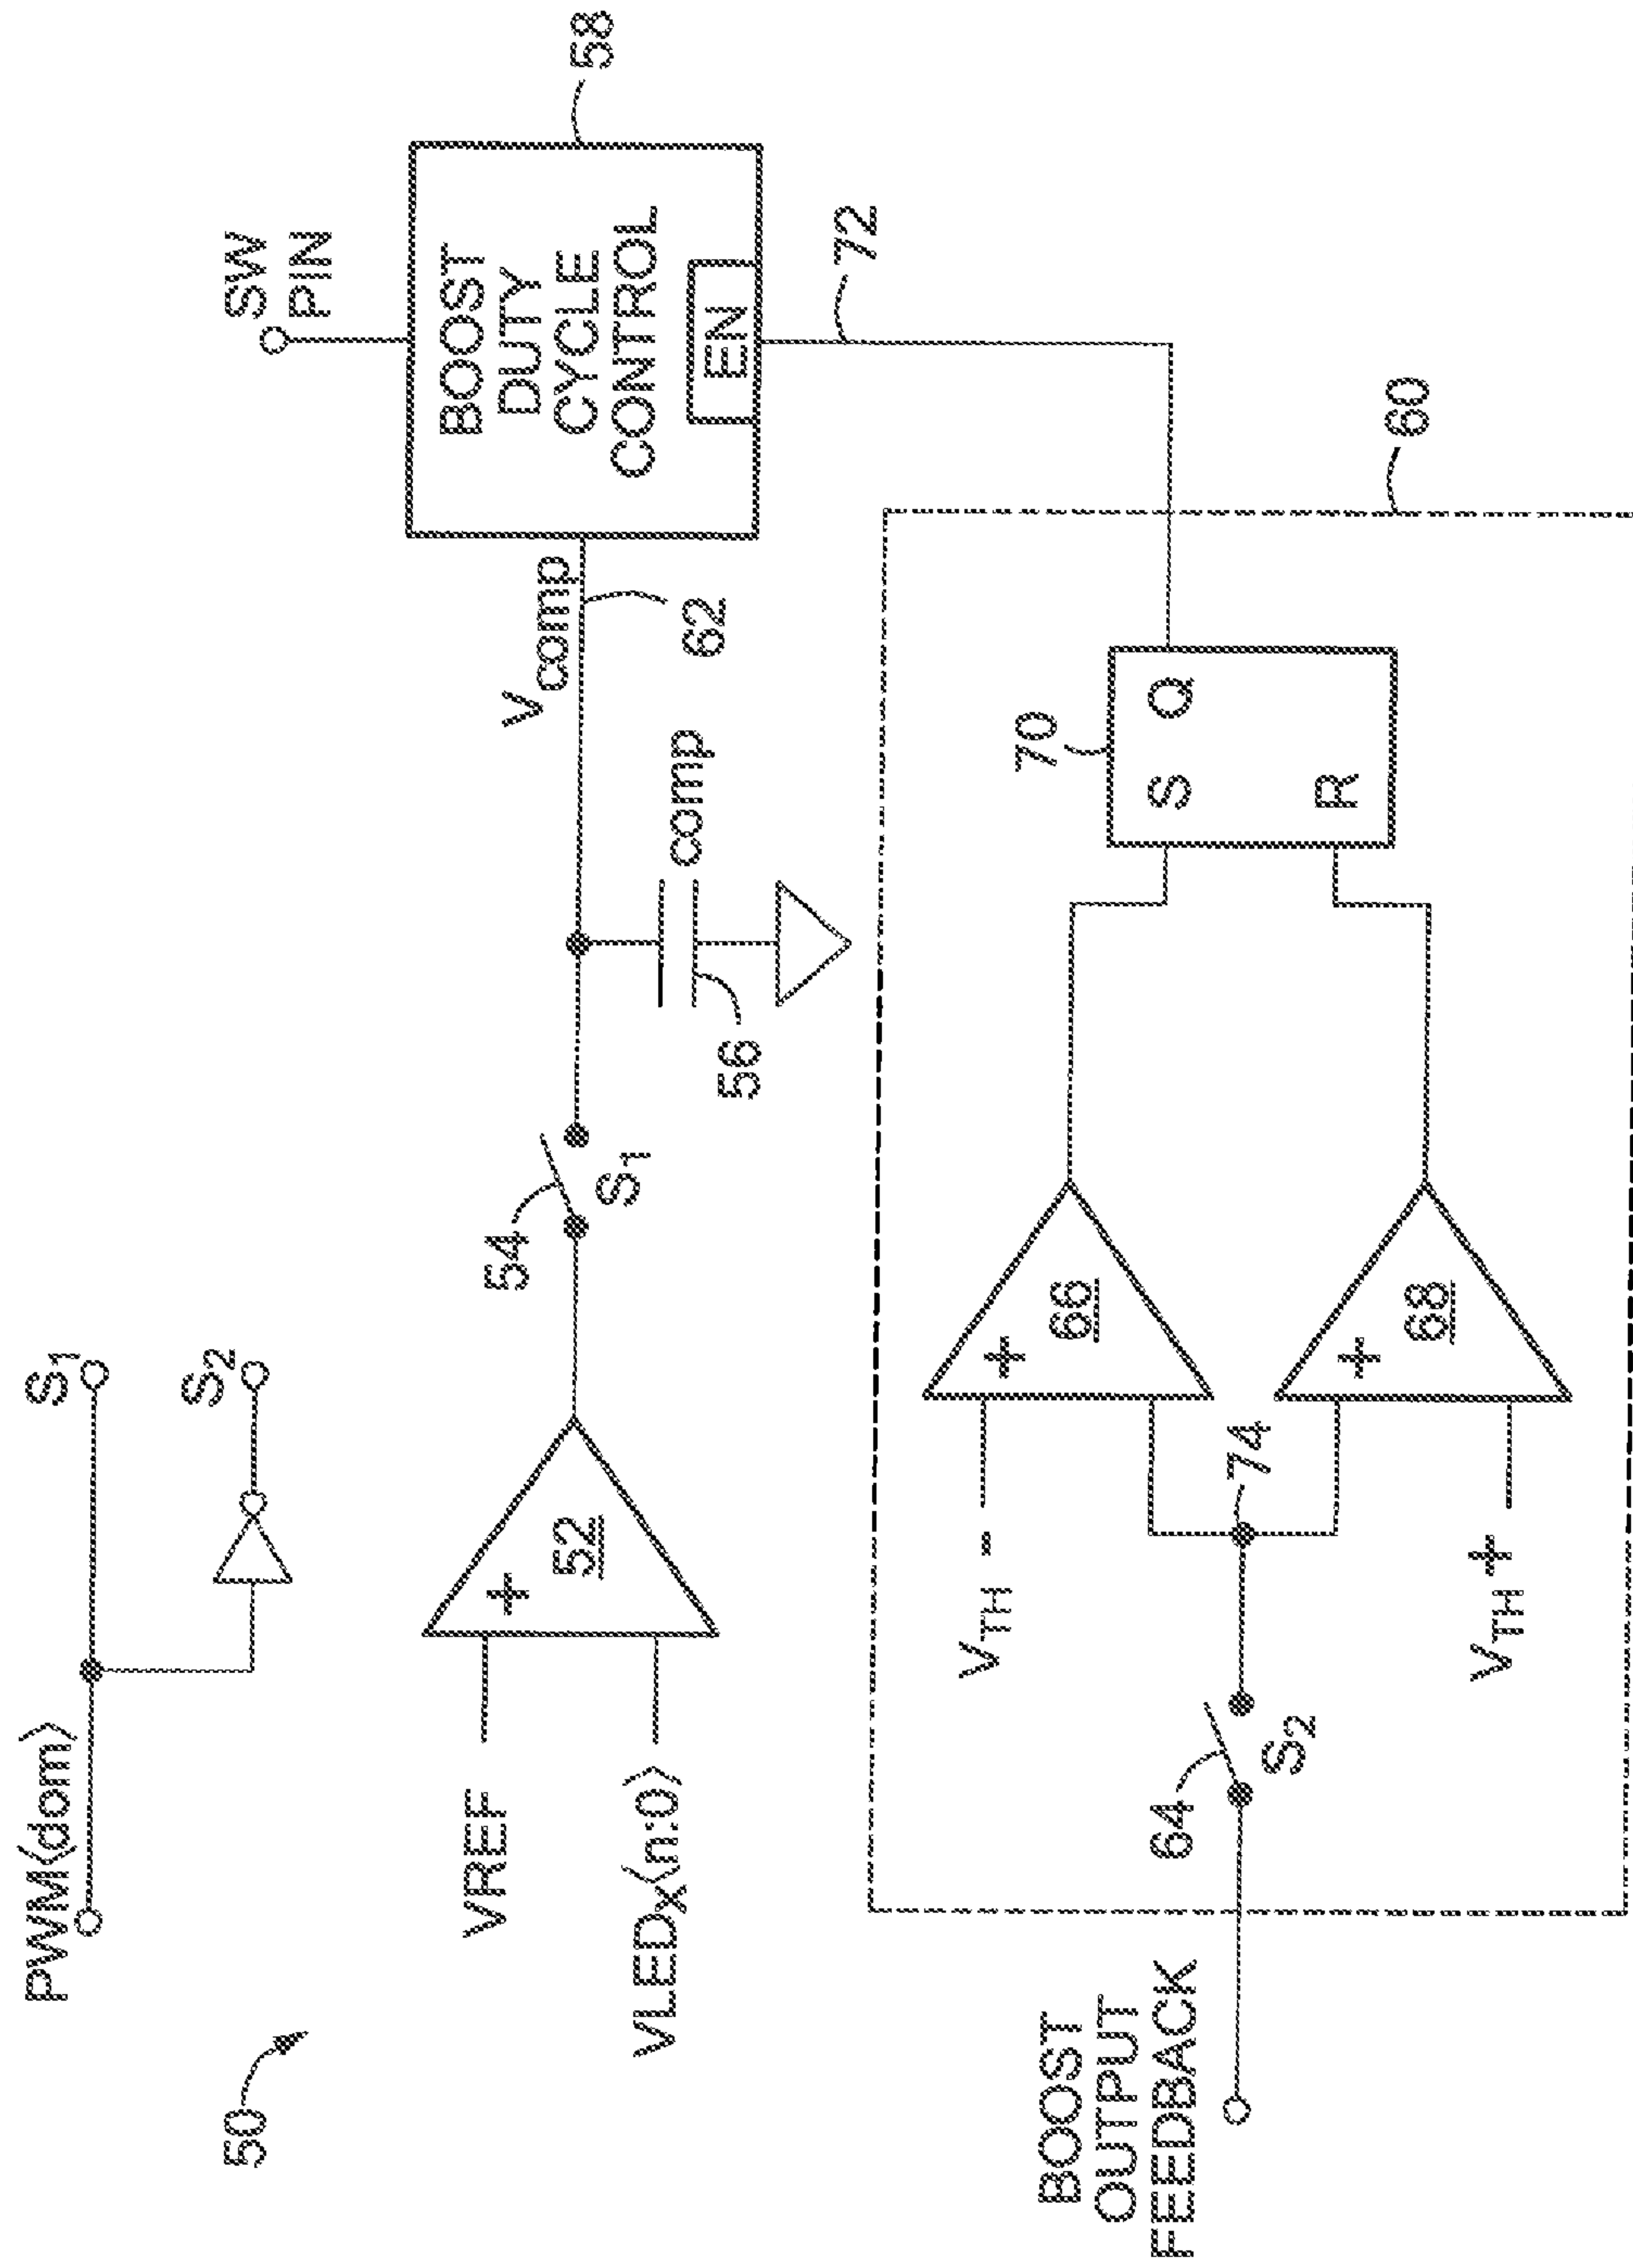 50
PWM⟨dom⟩
S1
S2
VREF
VLEDX⟨n:0⟩
+
52
54
S1
56
comp
Vcomp
62
SW
PIN
BOOST
DUTY
CYCLE
CONTROL
EN
58
72
BOOST
OUTPUT
FEEDBACK
64
S2
74
VTH -
VTH +
+
66
+
68
70
S
Q
R
60